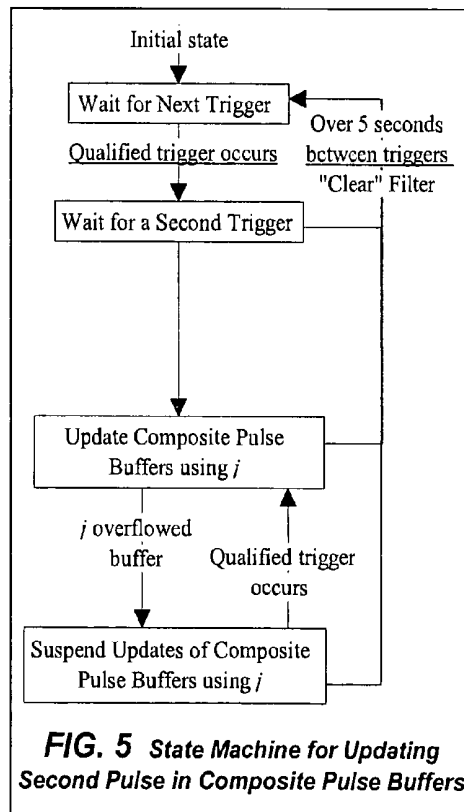 Initial state
Wait for Next Trigger
Over 5 seconds
between triggers
"Clear" Filter
Qualified trigger occurs
Wait for a Second Trigger
Update Composite Pulse
Buffers using j
j overflowed
buffer
Qualified trigger
occurs
Suspend Updates of Composite
Pulse Buffers using j
FIG. 5 State Machine for Updating
Second Pulse in Composite Pulse Buffers